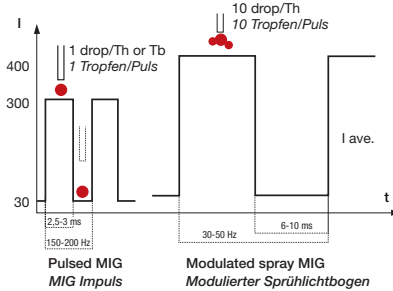 I
1 drop/Th or Tb
1 Tropfen/Puls
10 drop/Th
10 Tropfen/Puls
400
300
30
I ave.
t
2,5-3 ms
150-200 Hz
6-10 ms
30-50 Hz
Pulsed MIG
MIG Impuls
Modulated spray MIG
Modulierter Sprühlichtbogen